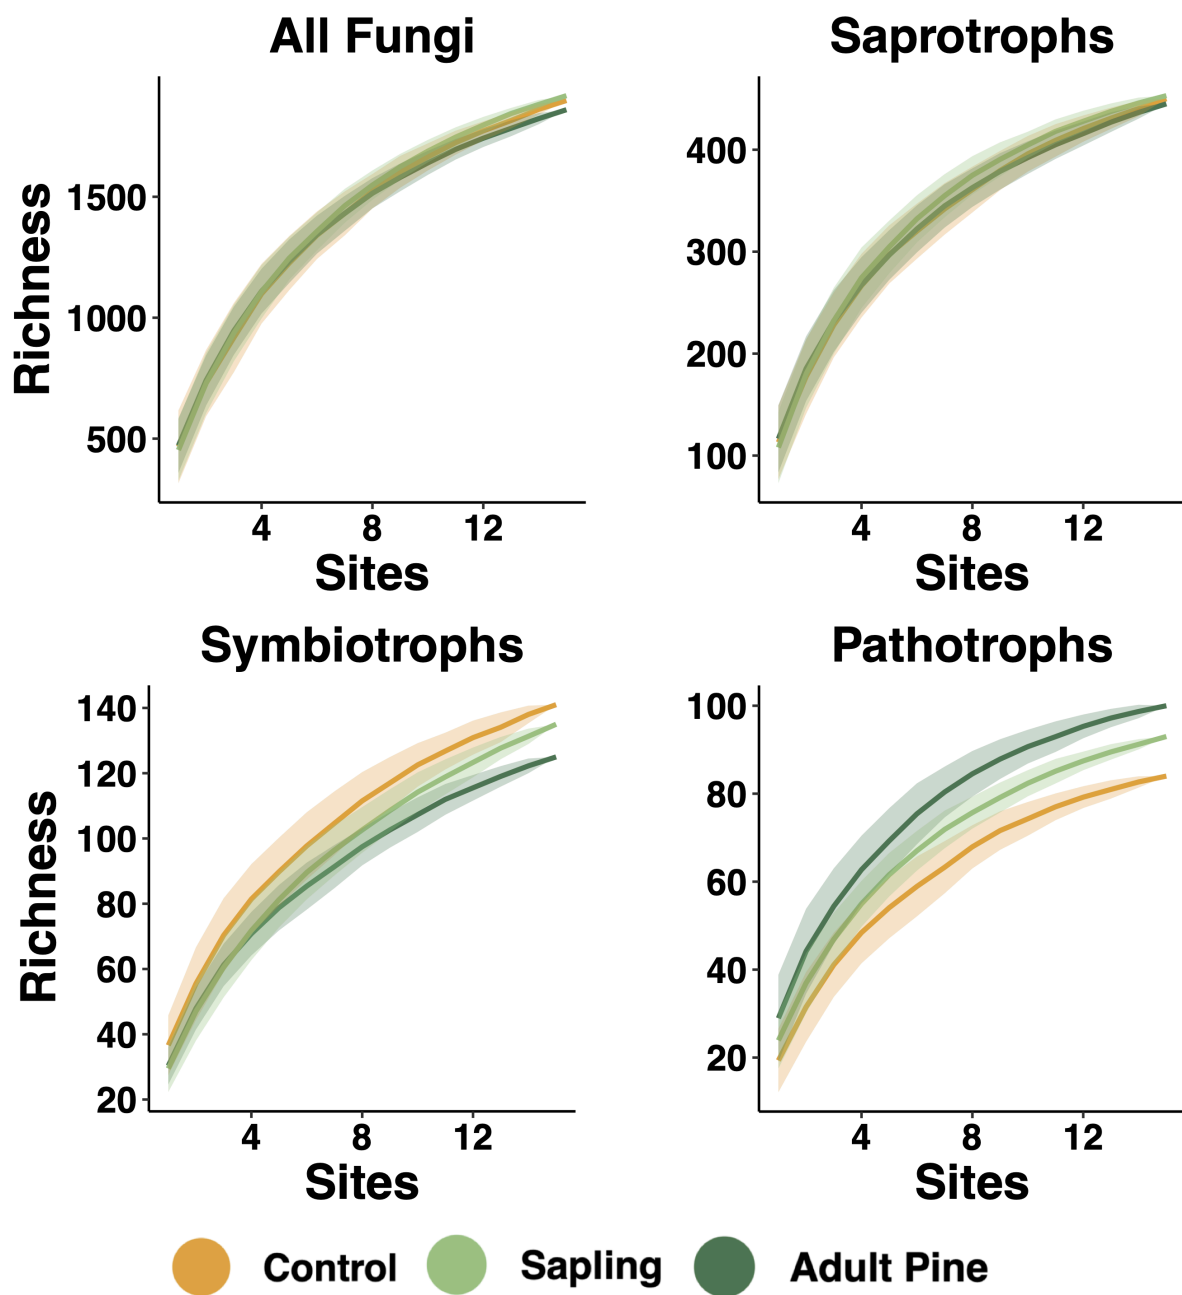 All Fungi
Richness
1500
1000
500
4 8 12
Sites
Saprotrophs
400
300
200
100
4 8 12
Sites
Symbiotrophs
Richness
140
120
100
80
60
40
20
4 8 12
Sites
Pathotrophs
100
80
60
40
20
4 8 12
Sites
Control Sapling Adult Pine